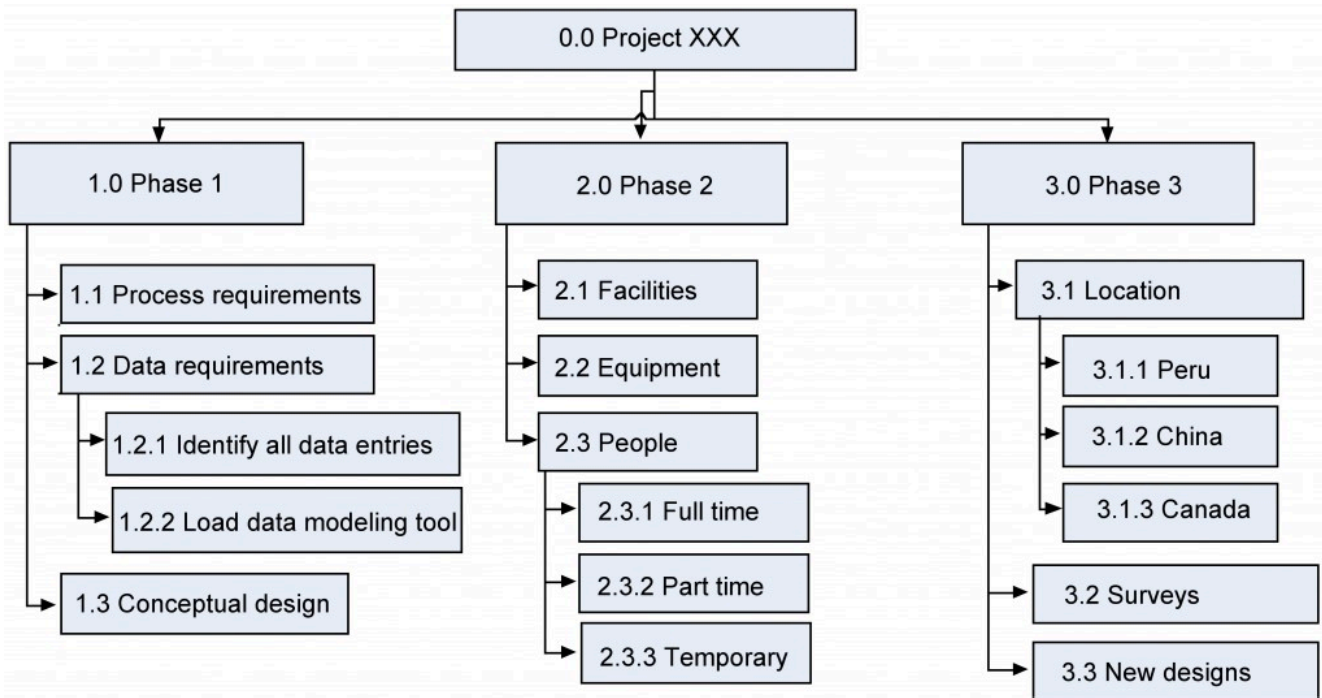 0.0 Project XXX
1.0 Phase 1
1.1 Process requirements
1.2 Data requirements
1.2.1 Identify all data entries
1.2.2 Load data modeling tool
1.3 Conceptual design
2.0 Phase 2
2.1 Facilities
2.2 Equipment
2.3 People
2.3.1 Full time
2.3.2 Part time
2.3.3 Temporary
3.0 Phase 3
3.1 Location
3.1.1 Peru
3.1.2 China
3.1.3 Canada
3.2 Surveys
3.3 New designs